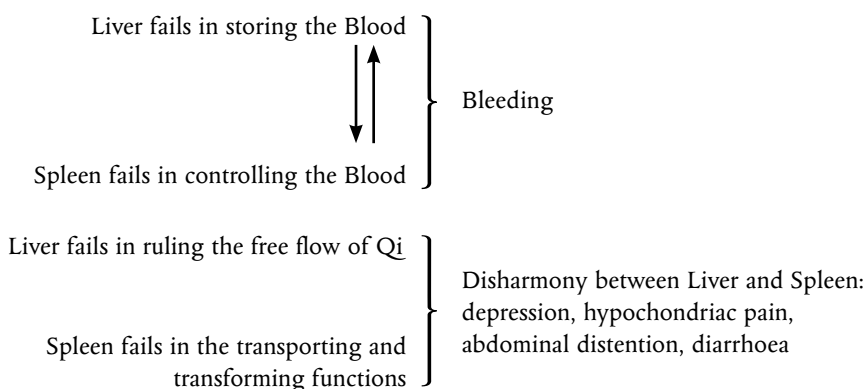 Liver fails in storing the Blood
Bleeding
Spleen fails in controlling the Blood
Liver fails in ruling the free flow of Qi
Spleen fails in the transporting and
transforming functions
Disharmony between Liver and Spleen:
depression, hypochondriac pain,
abdominal distention, diarrhoea